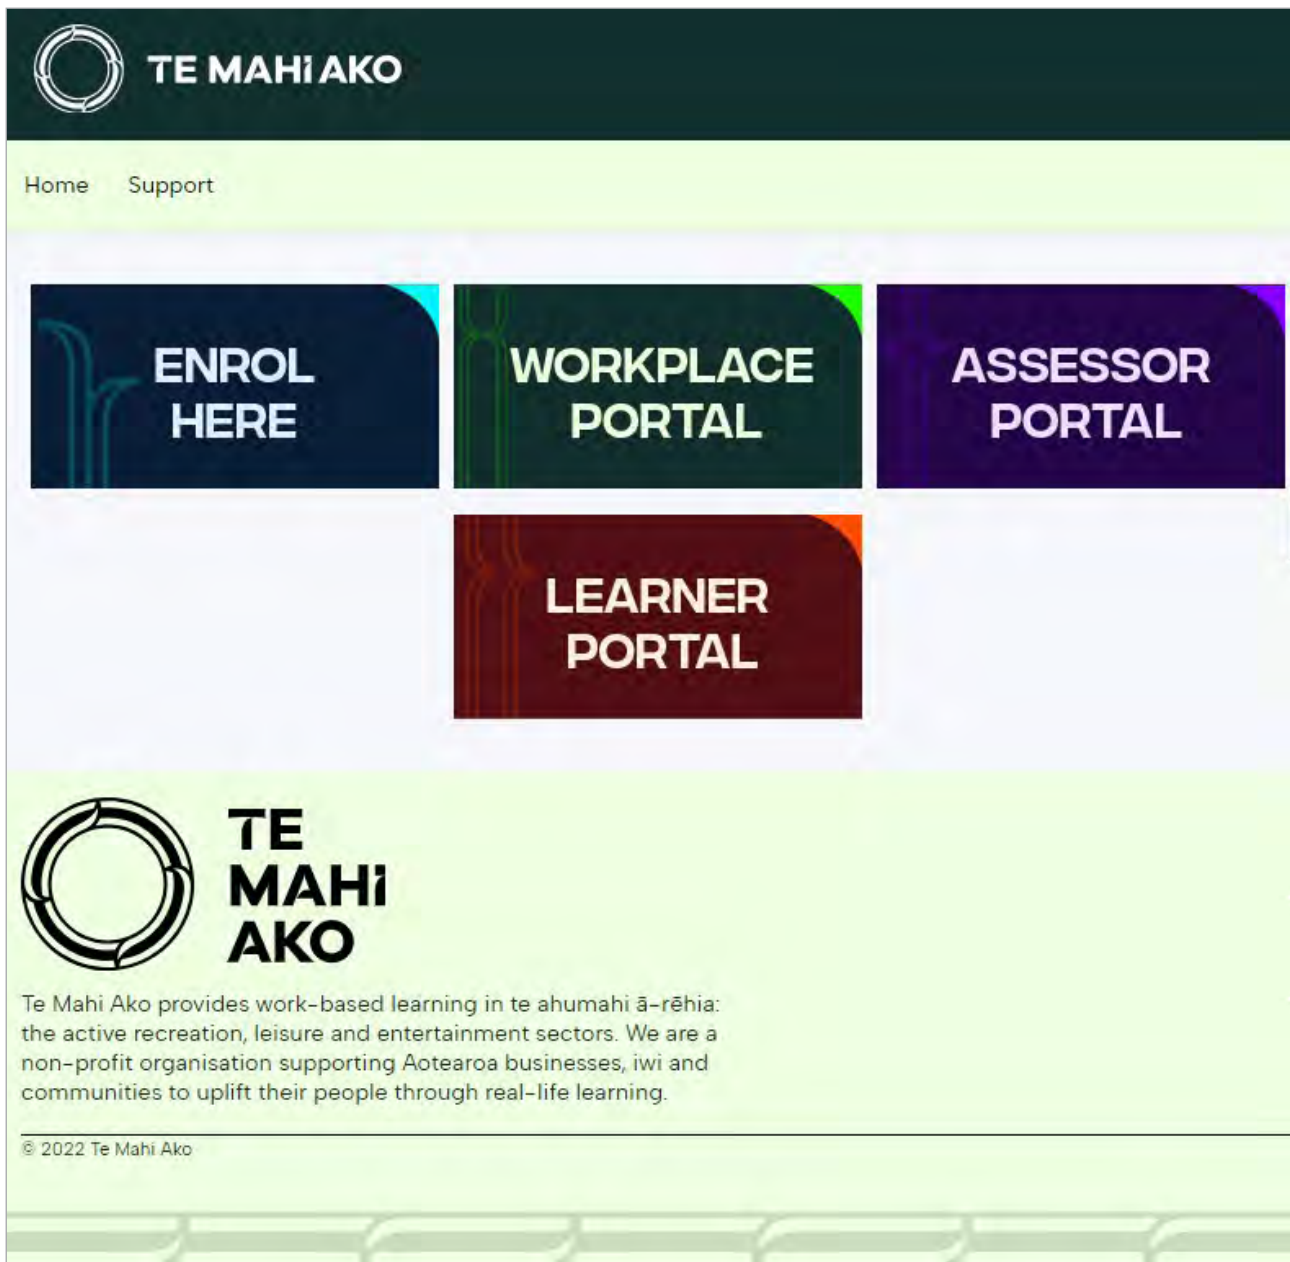 TE MAHi AKO
Home Support
ENROL
HERE
WORKPLACE
PORTAL
ASSESSOR
PORTAL
LEARNER
PORTAL
TE
MAHi
AKO
Te Mahi Ako provides work-based learning in te ahumahi ā-rēhia:
the active recreation, leisure and entertainment sectors. We are a
non-profit organisation supporting Aotearoa businesses, iwi and
communities to uplift their people through real-life learning.
© 2022 Te Mahi Ako